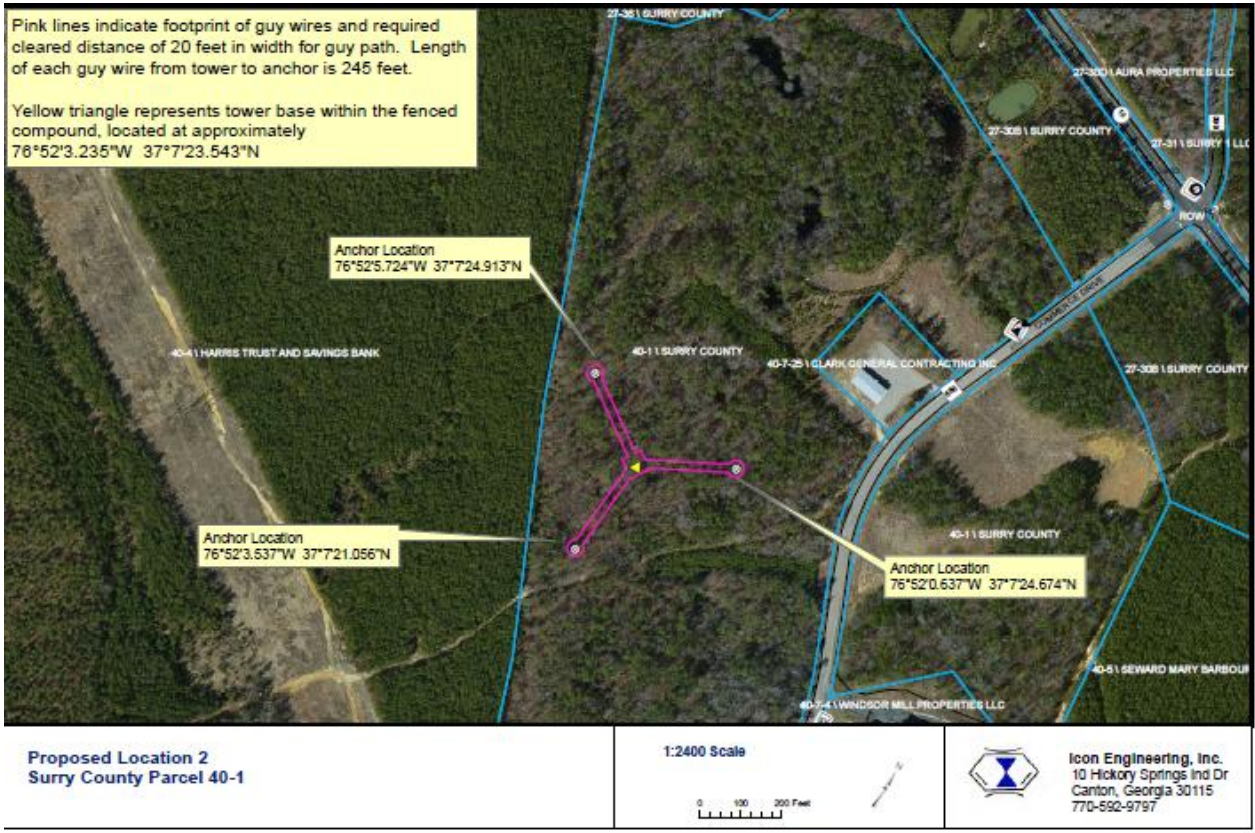 Pink lines indicate footprint of guy wires and required
cleared distance of 20 feet in width for guy path. Length
of each guy wire from tower to anchor is 245 feet.
Yellow triangle represents tower base within the fenced
compound, located at approximately
76°52'3.235"W 37°7'23.543"N
27-36 \ SURRY COUNTY
27-30D \ AURA PROPERTIES LLC
27-30B \ SURRY COUNTY
27-31 \ SURRY 1 LLC
ROW
Anchor Location
76°52'5.724"W 37°7'24.913"N
COMMERCE DRIVE
40-4 \ HARRIS TRUST AND SAVINGS BANK
40-1 \ SURRY COUNTY
40-7-25 \ CLARK GENERAL CONTRACTING INC
27-30B \ SURRY COUNTY
Anchor Location
76°52'3.537"W 37°7'21.056"N
40-1 \ SURRY COUNTY
Anchor Location
76°52'0.637"W 37°7'24.674"N
40-5 \ SEWARD MARY BARBOUR
40-7-4 \ WINDSOR MILL PROPERTIES LLC
Proposed Location 2
Surry County Parcel 40-1
1:2400 Scale
0 100 200 Feet
Icon Engineering, Inc.
10 Hickory Springs Ind Dr
Canton, Georgia 30115
770-592-9797